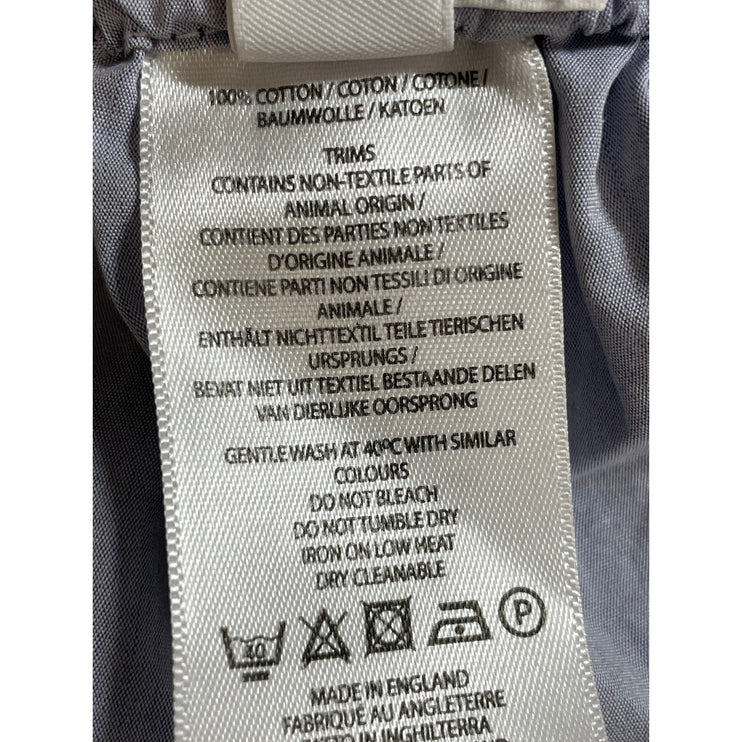 100% COTTON / COTON / COTONE /
BAUMWOLLE / KATOEN
TRIMS
CONTAINS NON-TEXTILE PARTS OF
ANIMAL ORIGIN /
CONTIENT DES PARTIES NON TEXTILES
D'ORIGINE ANIMALE /
CONTIENE PARTI NON TESSILI DI ORIGINE
ANIMALE /
ENTHÄLT NICHTTEXTIL TEILE TIERISCHEN
URSPRUNGS /
BEVAT NIET UIT TEXTIEL BESTAANDE DELEN
VAN DIERLIJKE OORSPRONG
GENTLE WASH AT 40ºC WITH SIMILAR
COLOURS
DO NOT BLEACH
DO NOT TUMBLE DRY
IRON ON LOW HEAT
DRY CLEANABLE
40 P
MADE IN ENGLAND
FABRIQUÉ AU ANGLETERRE
IN INGHILTERRA